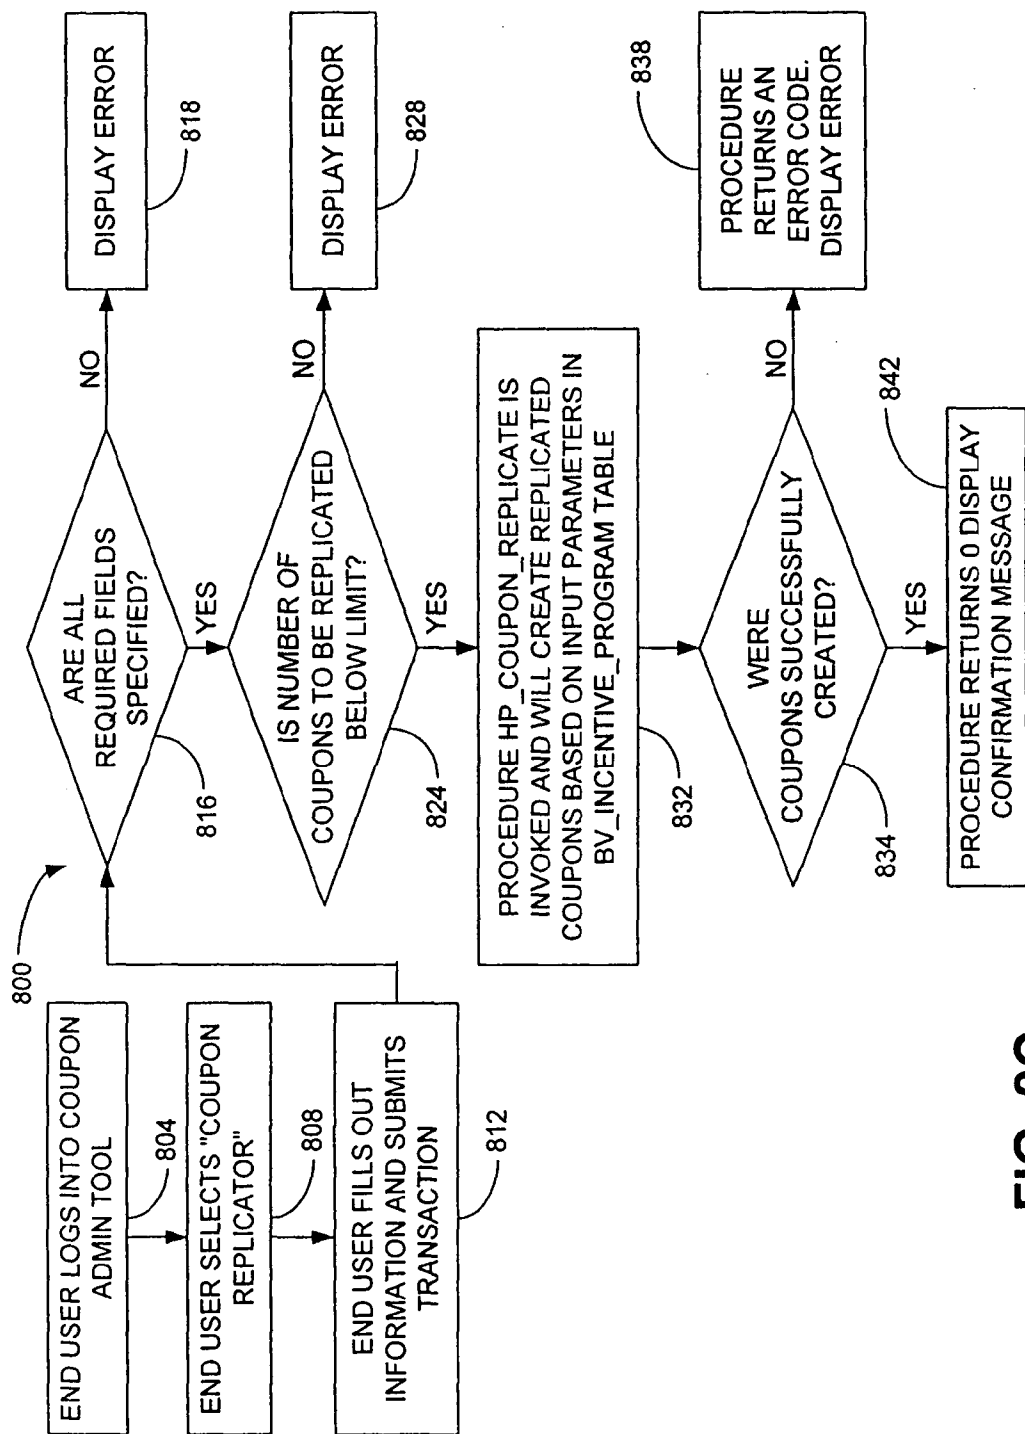 800
END USER LOGS INTO COUPON
ADMIN TOOL
804
END USER SELECTS "COUPON
REPLICATOR"
808
END USER FILLS OUT
INFORMATION AND SUBMITS
TRANSACTION
812
ARE ALL
REQUIRED FIELDS
SPECIFIED?
816
NO
DISPLAY ERROR
818
YES
IS NUMBER OF
COUPONS TO BE REPLICATED
BELOW LIMIT?
824
NO
DISPLAY ERROR
828
YES
PROCEDURE HP_COUPON_REPLICATE IS
INVOKED AND WILL CREATE REPLICATED
COUPONS BASED ON INPUT PARAMETERS IN
BV_INCENTIVE_PROGRAM TABLE
832
WERE
COUPONS SUCCESSFULLY
CREATED?
834
NO
PROCEDURE
RETURNS AN
ERROR CODE.
DISPLAY ERROR
838
YES
PROCEDURE RETURNS 0 DISPLAY
CONFIRMATION MESSAGE
842
FIG.